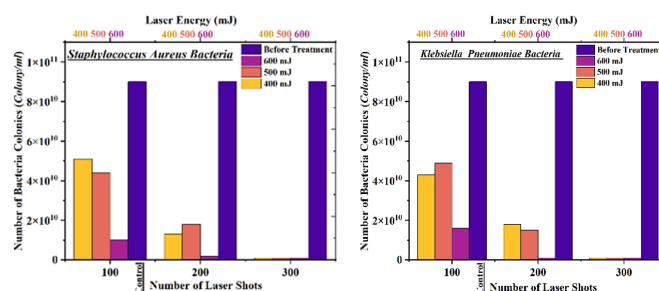 Laser Energy (mJ)
400 500 600 400 500 600 400 500 600
Staphylococcus Aureus Bacteria
Before Treatment
600 mJ
500 mJ
400 mJ
Number of Bacteria Colonics (Colony/ml)
1×10¹¹
8×10¹⁰
6×10¹⁰
4×10¹⁰
2×10¹⁰
0
100
200
300
Control
Number of Laser Shots
Laser Energy (mJ)
400 500 600 400 500 600 400 500 600
Klebsiella Pneumoniae Bacteria
Before Treatment
600 mJ
500 mJ
400 mJ
Number of Bacteria Colonics (Colony/ml)
1×10¹¹
8×10¹⁰
6×10¹⁰
4×10¹⁰
2×10¹⁰
0
100
200
300
Control
Number of Laser Shots